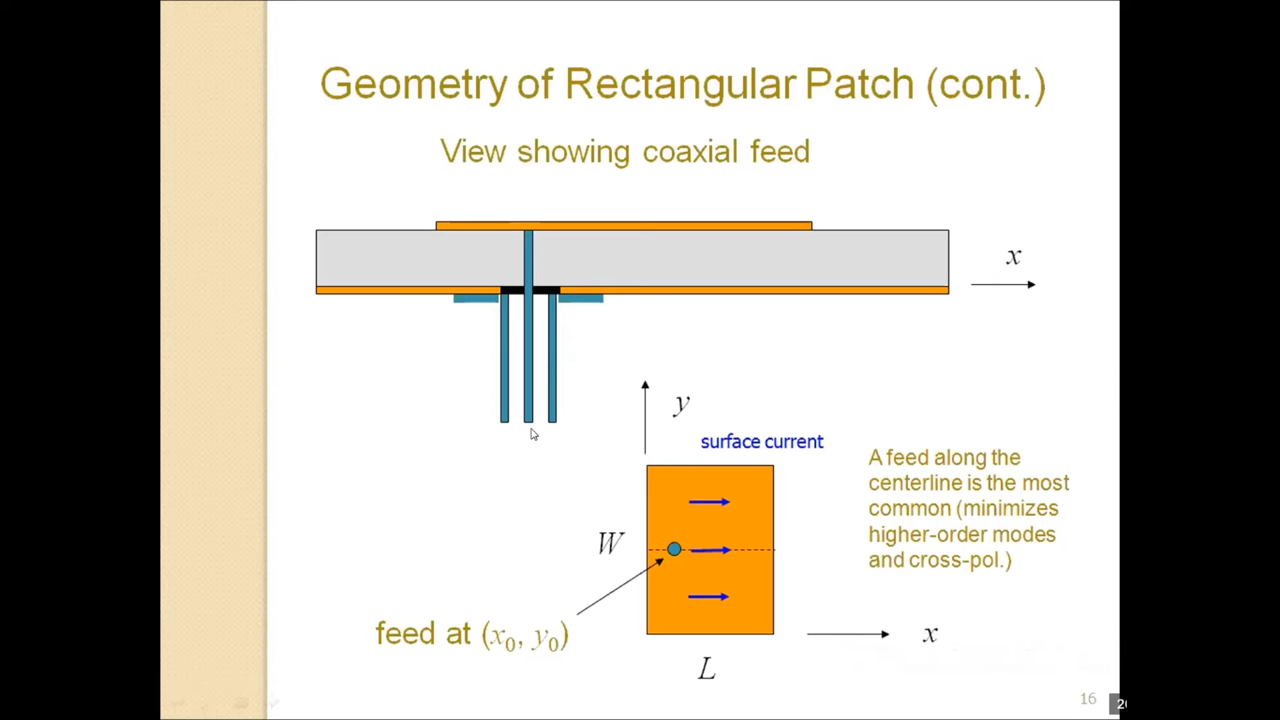 Geometry of Rectangular Patch (cont.)
View showing coaxial feed
x
y
surface current
A feed along the
centerline is the most
common (minimizes
higher-order modes
and cross-pol.)
W
feed at (x₀, y₀)
x
L
16